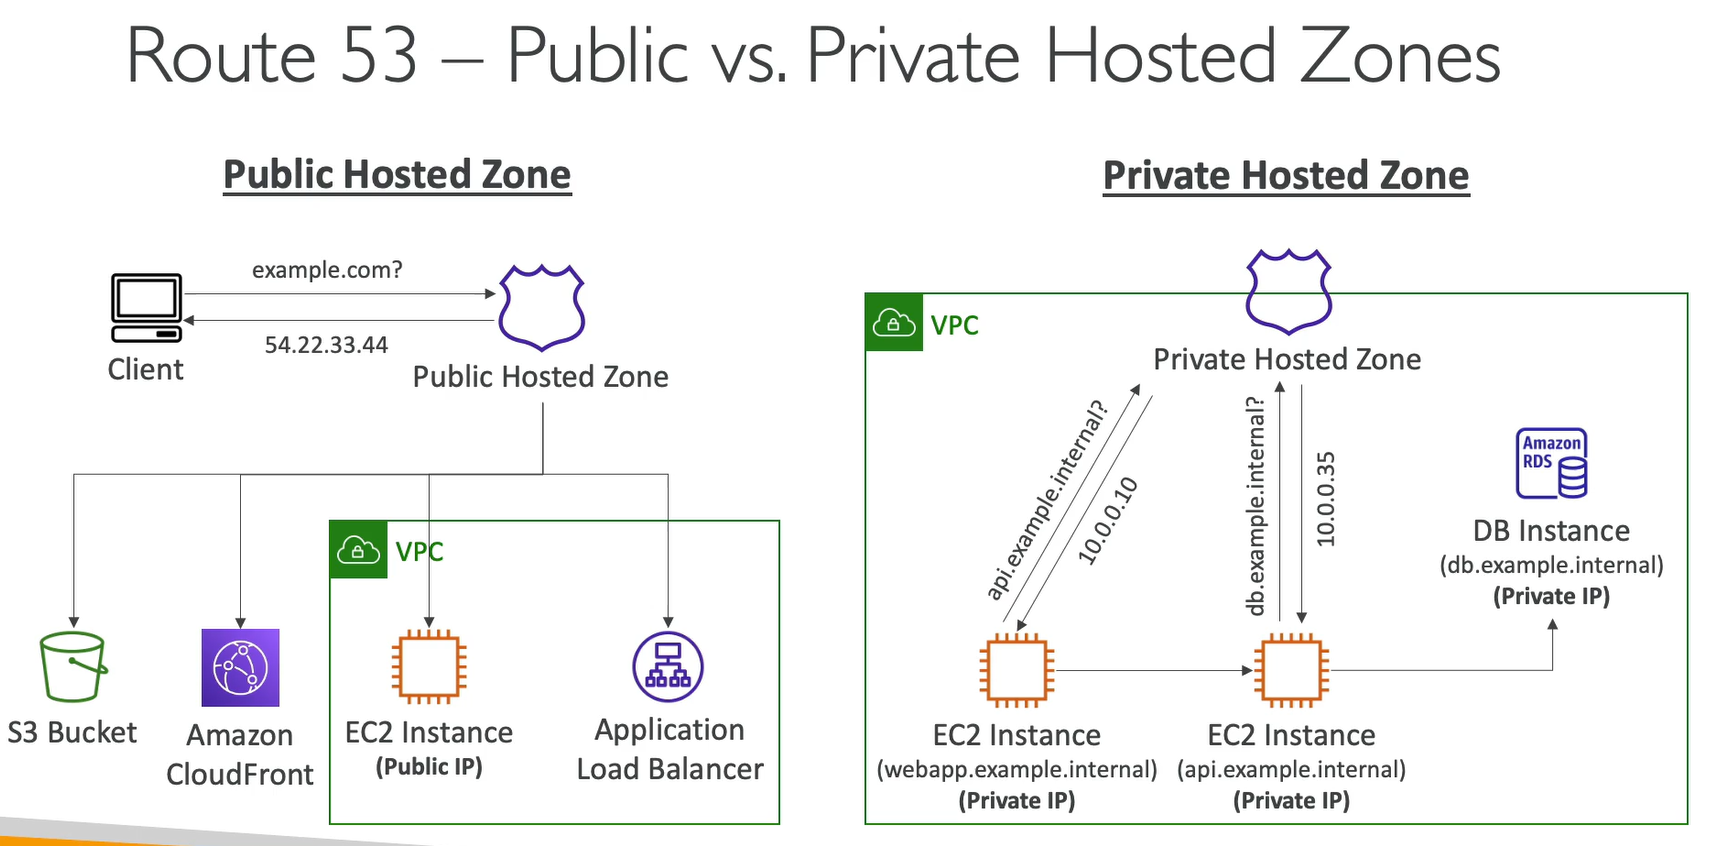 Route 53 – Public vs. Private Hosted Zones
Public Hosted Zone
example.com?
54.22.33.44
Client
Public Hosted Zone
VPC
S3 Bucket
Amazon
CloudFront
EC2 Instance
(Public IP)
Application
Load Balancer
Private Hosted Zone
VPC
Private Hosted Zone
api.example.internal?
10.0.0.10
db.example.internal?
10.0.0.35
Amazon
RDS
DB Instance
(db.example.internal)
(Private IP)
EC2 Instance
(webapp.example.internal)
(Private IP)
EC2 Instance
(api.example.internal)
(Private IP)